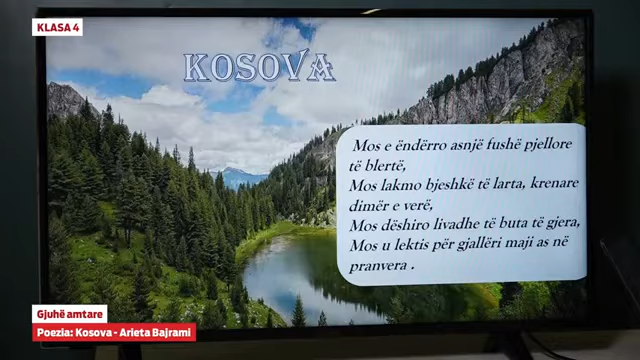 KLASA 4
KOSOVA
Mos e ëndërro asnjë fushë pjellore
të blertë,
Mos lakmo bjeshkë të larta, krenare
dimër e verë,
Mos dëshiro livadhe të buta të gjera,
Mos u lektis për gjallëri maji as në
pranvera .
Gjuhë amtare
Poezia: Kosova - Arleta Bajrami